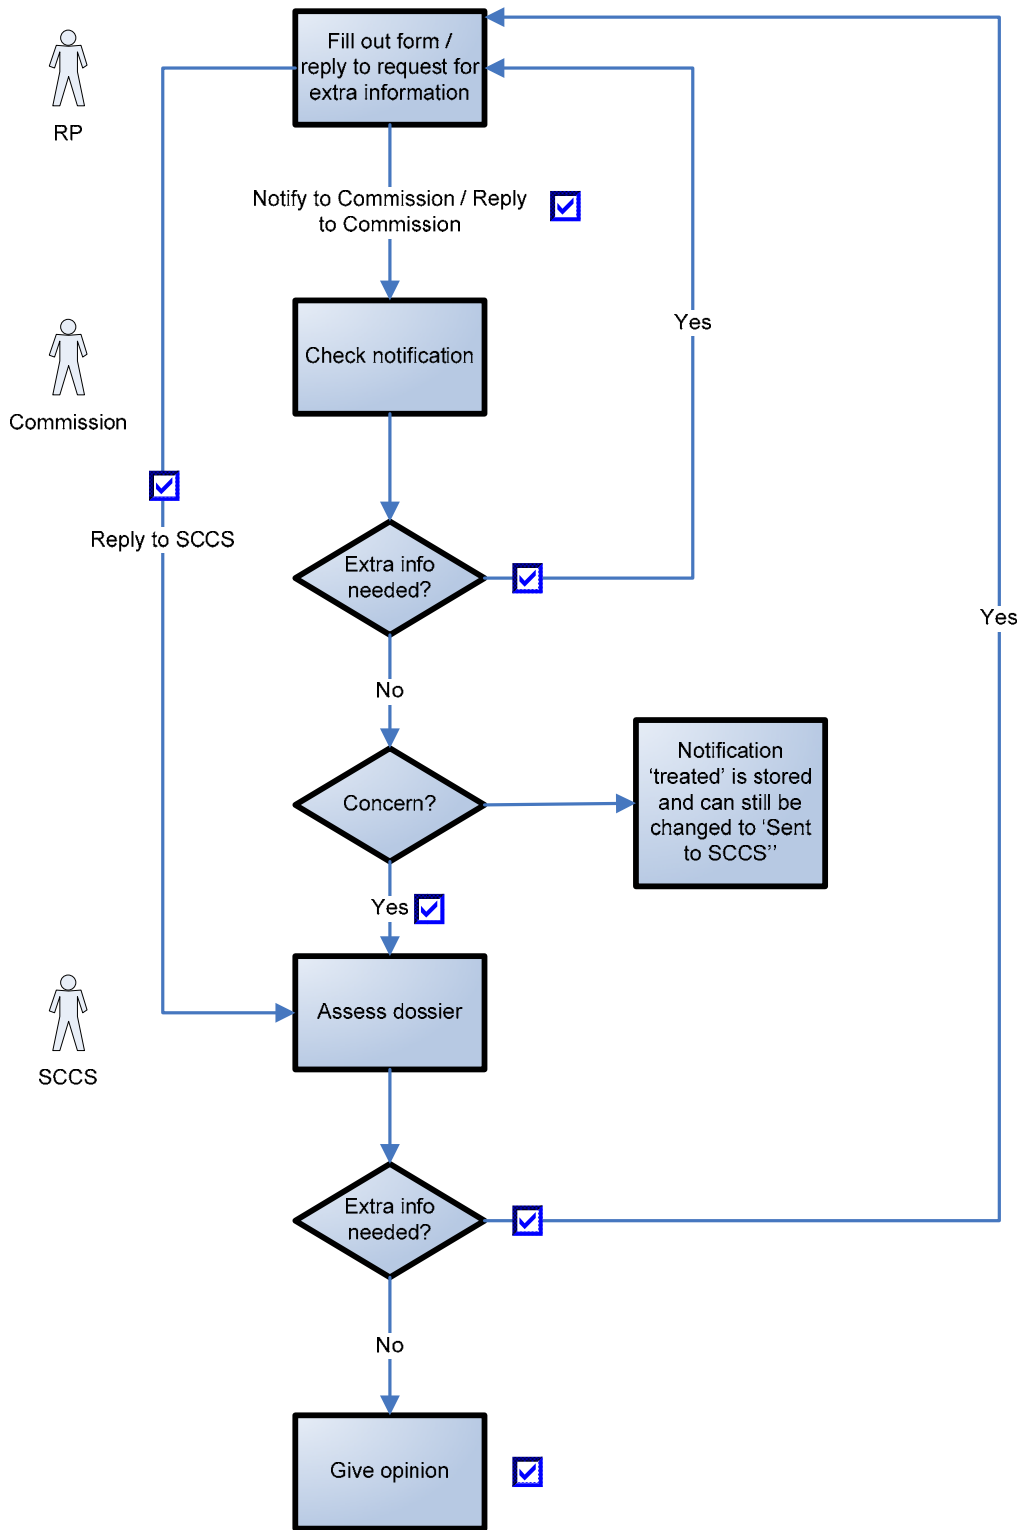 Fill out form /
reply to request for
extra information
RP
Notify to Commission / Reply
to Commission
Yes
Check notification
Commission
Reply to SCCS
Extra info
needed?
Yes
No
Notification
‘treated’ is stored
and can still be
changed to ‘Sent
to SCCS’’
Concern?
Yes
Assess dossier
SCCS
Extra info
needed?
No
Give opinion